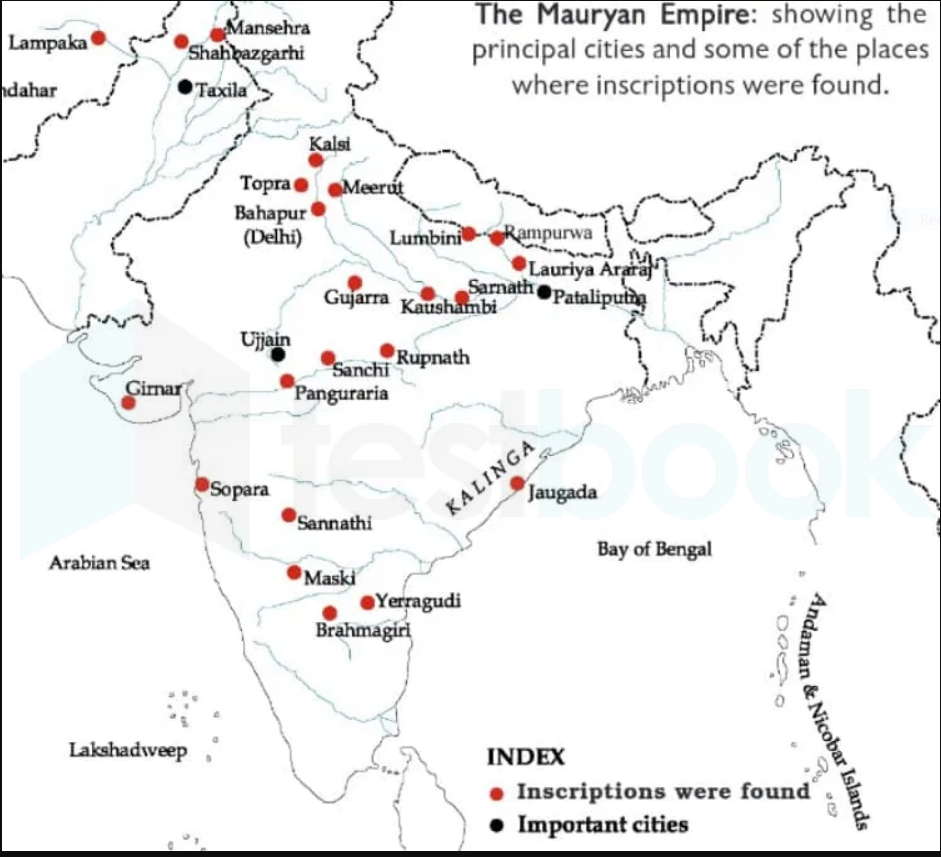 The Mauryan Empire: showing the
principal cities and some of the places
where inscriptions were found.
Mansehra
Lampaka
Shahbazgarhi
ndahar
Taxila
Kalsi
Topra
Meerut
Bahapur
(Delhi)
Lumbini
Rampurwa
Lauriya Araraj
Sarnath
Pataliputra
Gujarra
Kaushambi
Ujjain
Rupnath
Sanchi
Girnar
Panguraria
testbook
KALINGA
Sopara
Jaugada
Sannathi
Arabian Sea
Bay of Bengal
Maski
Yerragudi
Brahmagiri
Andaman & Nicobar Islands
Lakshadweep
INDEX
Inscriptions were found
Important cities